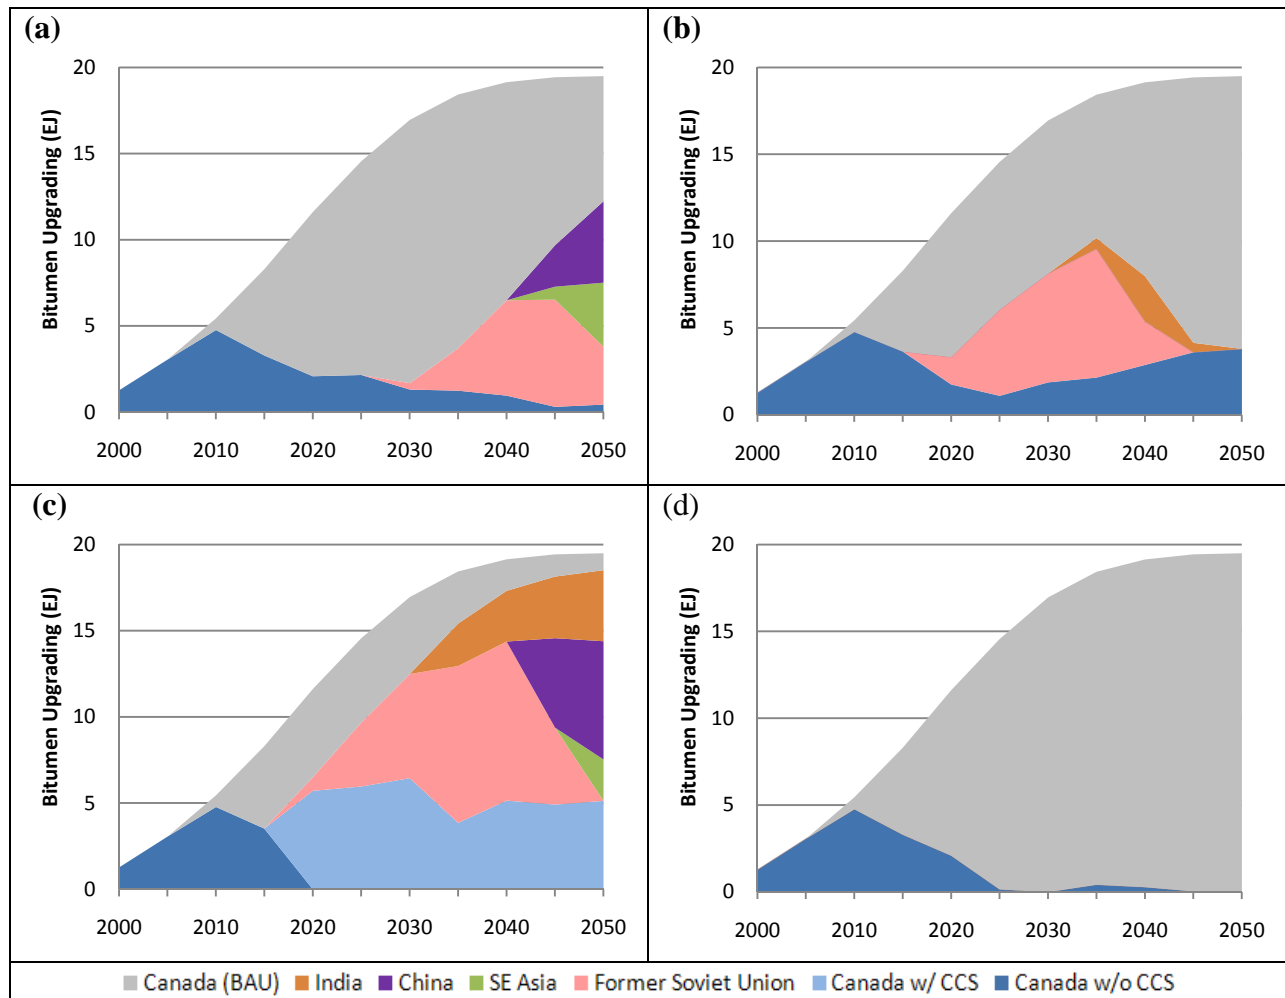 (a)
Bitumen Upgrading (EJ)
20
15
10
5
0
2000 2010 2020 2030 2040 2050
(b)
Bitumen Upgrading (EJ)
20
15
10
5
0
2000 2010 2020 2030 2040 2050
(c)
Bitumen Upgrading (EJ)
20
15
10
5
0
2000 2010 2020 2030 2040 2050
(d)
Bitumen Upgrading (EJ)
20
15
10
5
0
2000 2010 2020 2030 2040 2050
Canada (BAU) India China SE Asia Former Soviet Union Canada w/ CCS Canada w/o CCS